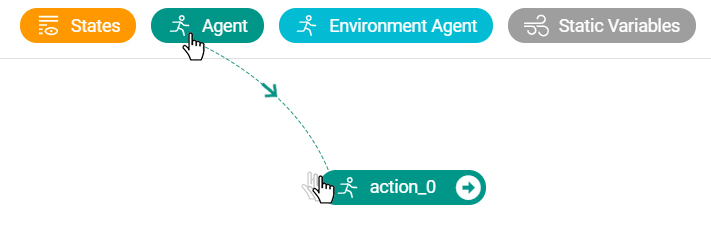 States
Agent
Environment Agent
Static Variables
action_0